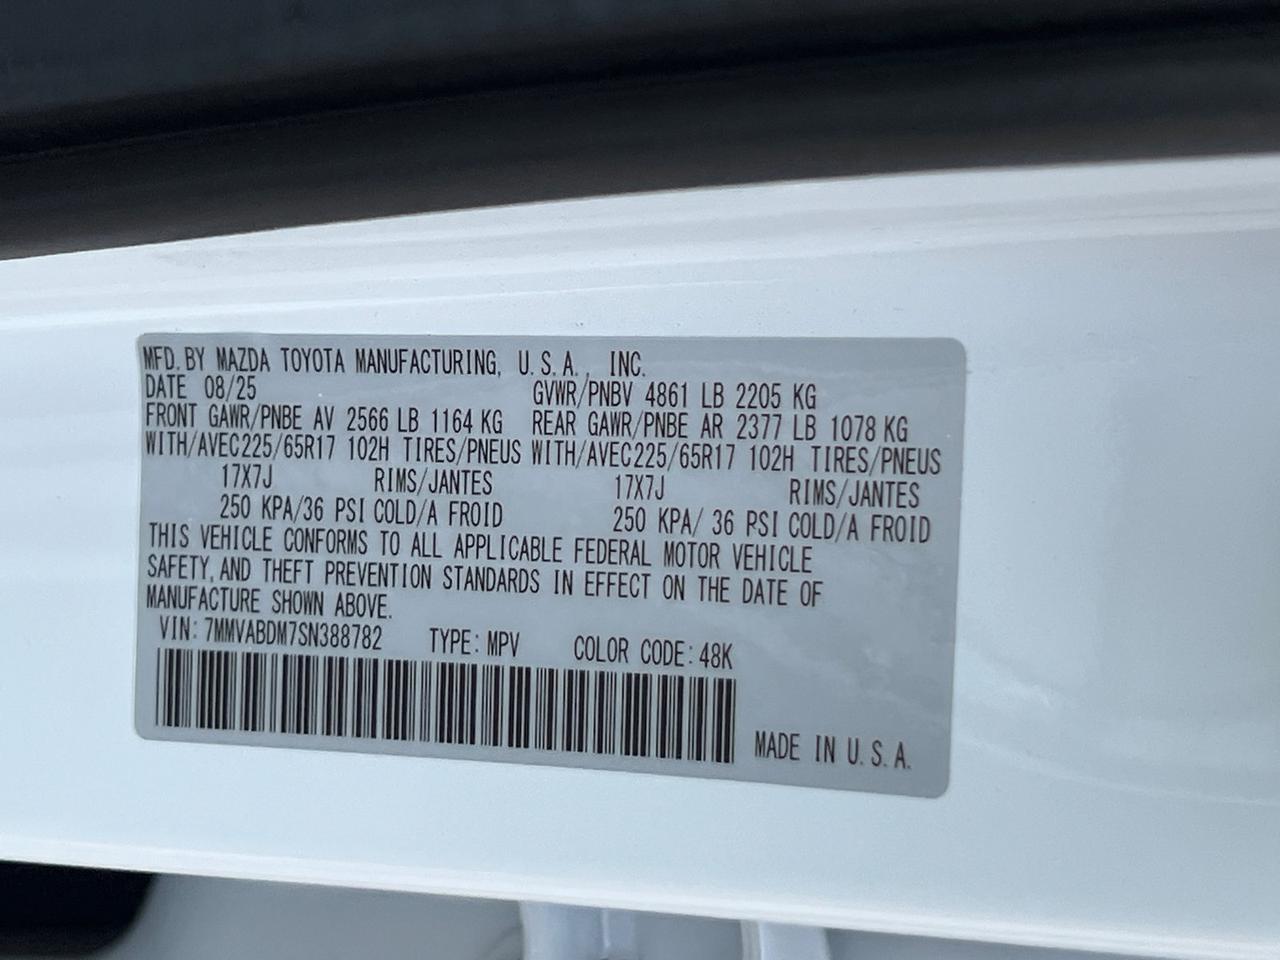 MFD. BY MAZDA TOYOTA MANUFACTURING, U.S.A., INC.
DATE 08/25 GVWR/PNBV 4861 LB 2205 KG
FRONT GAWR/PNBE AV 2566 LB 1164 KG REAR GAWR/PNBE AR 2377 LB 1078 KG
WITH/AVEC225/65R17 102H TIRES/PNEUS WITH/AVEC225/65R17 102H TIRES/PNEUS
17X7J RIMS/JANTES 17X7J RIMS/JANTES
250 KPA/36 PSI COLD/A FROID 250 KPA/ 36 PSI COLD/A FROID
THIS VEHICLE CONFORMS TO ALL APPLICABLE FEDERAL MOTOR VEHICLE
SAFETY, AND THEFT PREVENTION STANDARDS IN EFFECT ON THE DATE OF
MANUFACTURE SHOWN ABOVE.
VIN: 7MMVABDM7SN388782 TYPE: MPV COLOR CODE: 48K
MADE IN U.S.A.